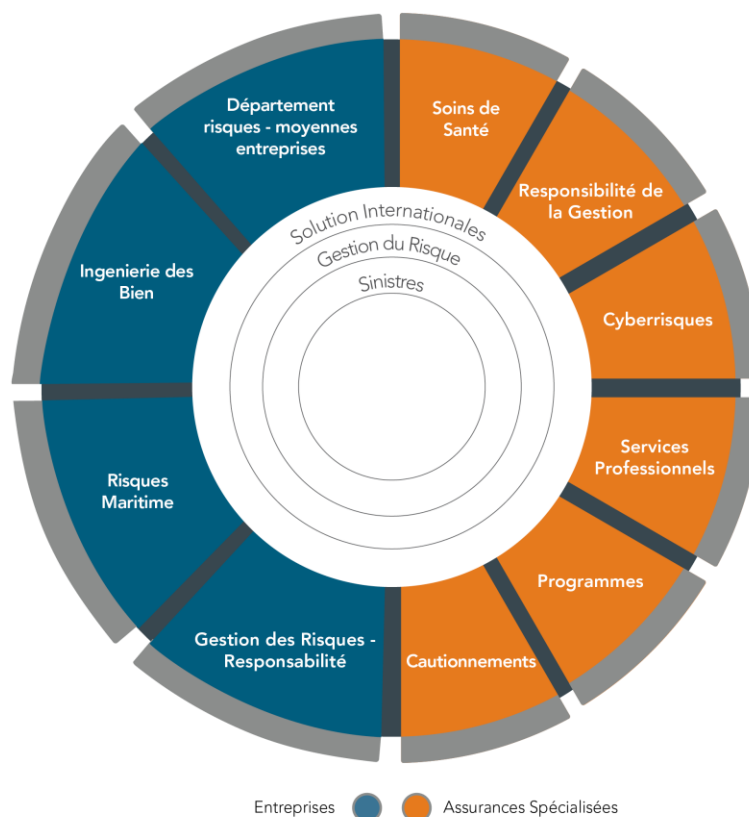 Département
risques - moyennes
entreprises
Soins de
Santé
Responsibilité de
la Gestion
Ingenierie des
Bien
Solution Internationales
Gestion du Risque
Sinistres
Cyberrisques
Risques
Maritime
Services
Professionnels
Programmes
Gestion des Risques -
Responsabilité
Cautionnements
Entreprises
Assurances Spécialisées